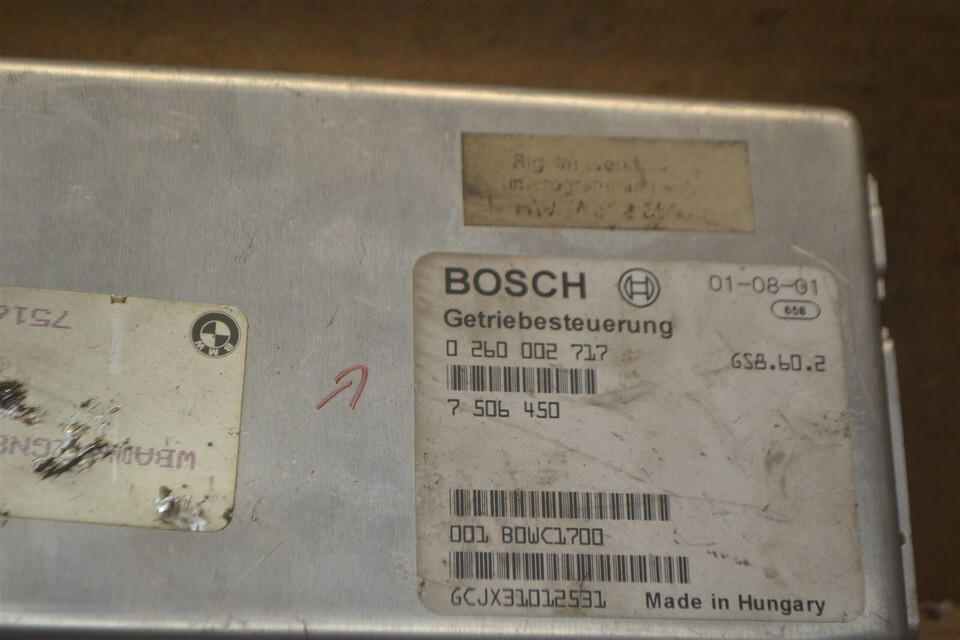 BOSCH
01-08-01
658
Getriebesteuerung
0 260 002 717
GS8.60.2
7 506 450
001 B0WC1700
GCJX31012531
Made in Hungary
BMW